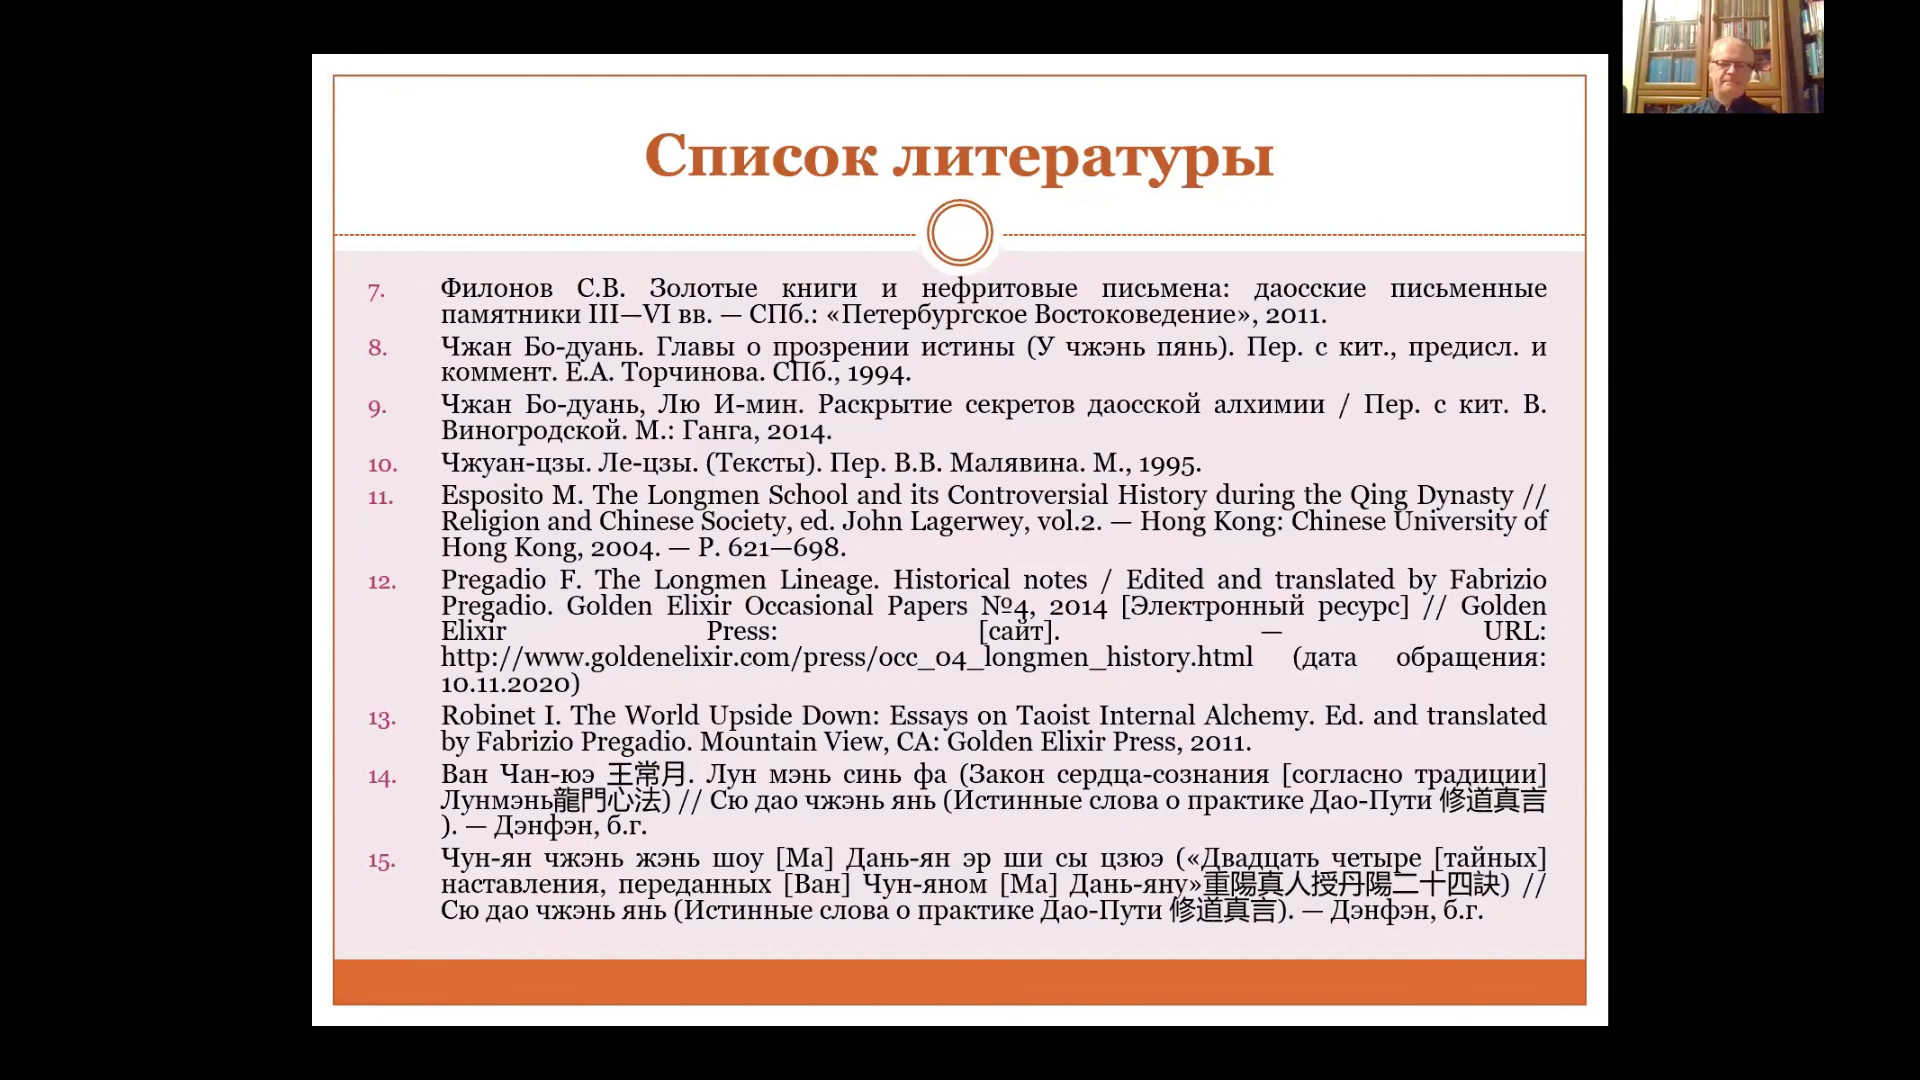 Список литературы
7. Филонов С.В. Золотые книги и нефритовые письмена: даосские письменные
памятники III—VI вв. — СПб.: «Петербургское Востоковедение», 2011.
8. Чжан Бо-дуань. Главы о прозрении истины (У чжэнь пянь). Пер. с кит., предисл. и
коммент. Е.А. Торчинова. СПб., 1994.
9. Чжан Бо-дуань, Лю И-мин. Раскрытие секретов даосской алхимии / Пер. с кит. В.
Виногродской. М.: Ганга, 2014.
10. Чжуан-цзы. Ле-цзы. (Тексты). Пер. В.В. Малявина. М., 1995.
11. Esposito M. The Longmen School and its Controversial History during the Qing Dynasty //
Religion and Chinese Society, ed. John Lagerwey, vol.2. — Hong Kong: Chinese University of
Hong Kong, 2004. — P. 621—698.
12. Pregadio F. The Longmen Lineage. Historical notes / Edited and translated by Fabrizio
Pregadio. Golden Elixir Occasional Papers №4, 2014 [Электронный ресурс] // Golden
Elixir Press: [сайт]. — URL:
http://www.goldenelixir.com/press/occ_04_longmen_history.html (дата обращения:
10.11.2020)
13. Robinet I. The World Upside Down: Essays on Taoist Internal Alchemy. Ed. and translated
by Fabrizio Pregadio. Mountain View, CA: Golden Elixir Press, 2011.
14. Ван Чан-юэ 王常月. Лун мэнь синь фа (Закон сердца-сознания [согласно традиции]
Лунмэнь龍門心法) // Сю дао чжэнь янь (Истинные слова о практике Дао-Пути 修道真言
). — Дэнфэн, б.г.
15. Чун-ян чжэнь жэнь шоу [Ма] Дань-ян эр ши сы цзюэ («Двадцать четыре [тайных]
наставления, переданных [Ван] Чун-яном [Ма] Дань-яну»重陽真人授丹陽二十四訣) //
Сю дао чжэнь янь (Истинные слова о практике Дао-Пути 修道真言). — Дэнфэн, б.г.